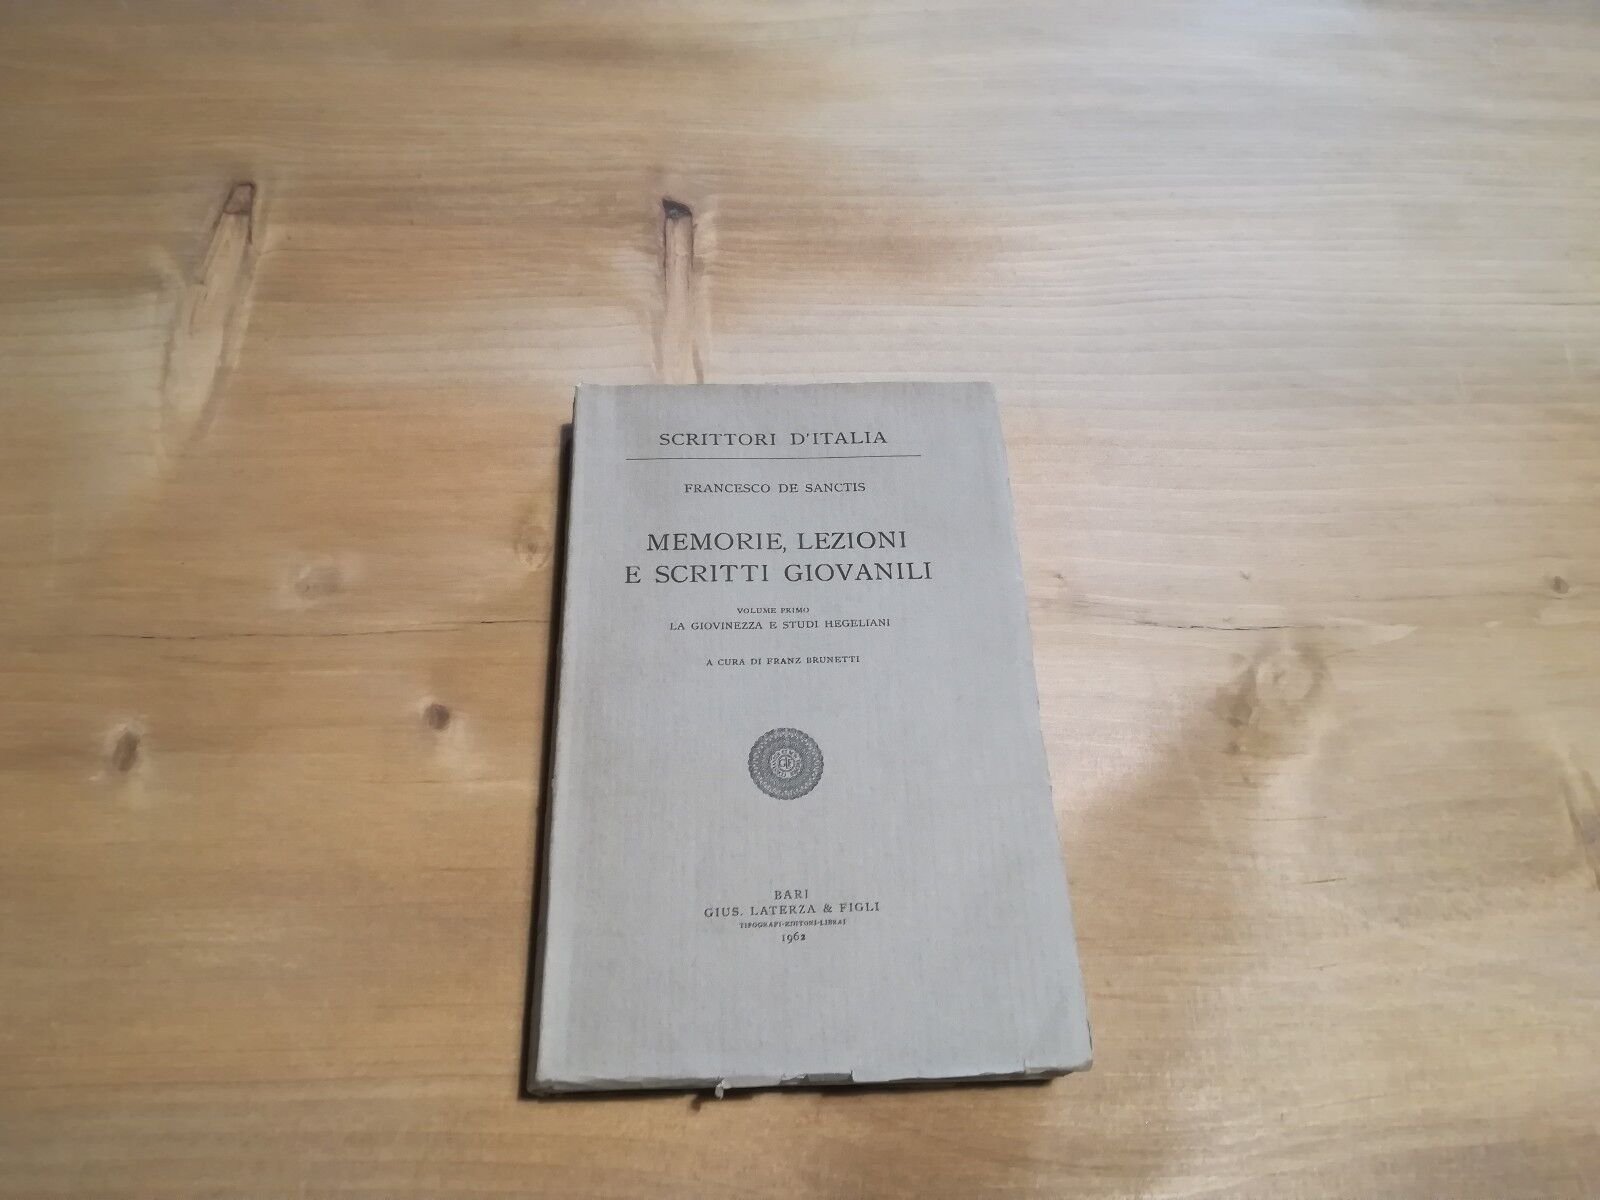 SCRITTORI D'ITALIA
FRANCESCO DE SANCTIS
MEMORIE, LEZIONI
E SCRITTI GIOVANILI
VOLUME PRIMO
LA GIOVINEZZA E STUDI HEGELIANI
A CURA DI FRANZ BRUNETTI
BARI
GIUS. LATERZA & FIGLI
TIPOGRAFI-EDITORI-LIBRAI
1962